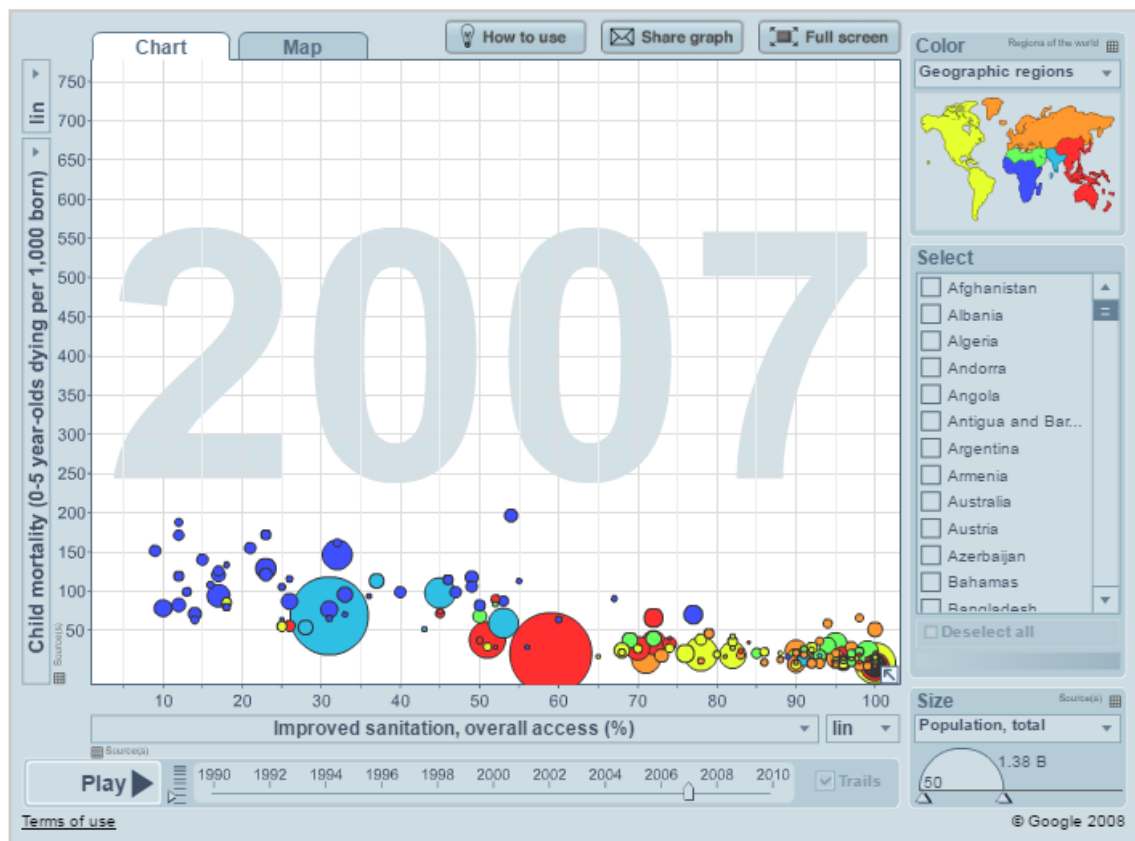 Chart
Map
How to use
Share graph
Full screen
lin
Child mortality (0-5 year-olds dying per 1,000 born)
Source(s)
750
700
650
600
550
500
450
400
350
300
250
200
150
100
50
2007
10 20 30 40 50 60 70 80 90 100
Improved sanitation, overall access (%)
lin
Source(s)
Play
1990 1992 1994 1996 1998 2000 2002 2004 2006 2008 2010
Trails
Color
Regions of the world
Geographic regions
Select
Afghanistan
Albania
Algeria
Andorra
Angola
Antigua and Bar...
Argentina
Armenia
Australia
Austria
Azerbaijan
Bahamas
Bangladesh
Deselect all
Size
Source(s)
Population, total
1.38 B
50
Terms of use
© Google 2008